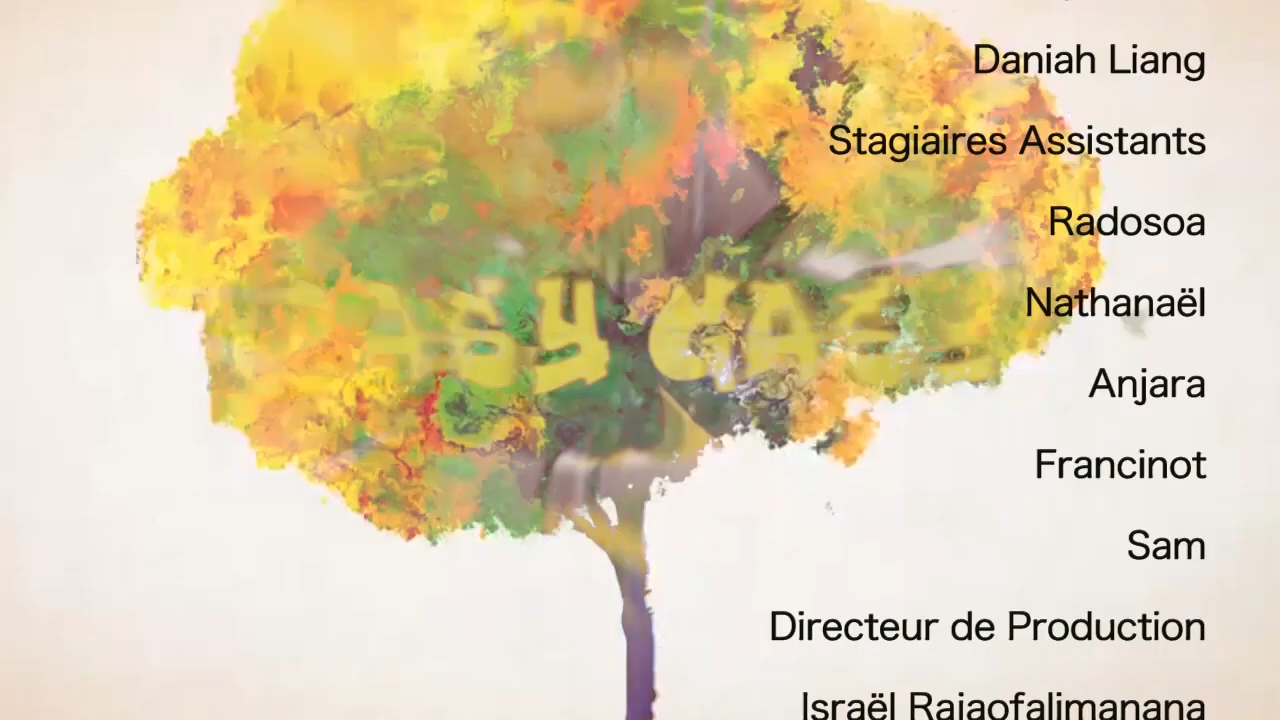 Daniah Liang
Stagiaires Assistants
Radosoa
Nathanaël
Anjara
Francinot
Sam
Directeur de Production
Israël Rajaofalimanana